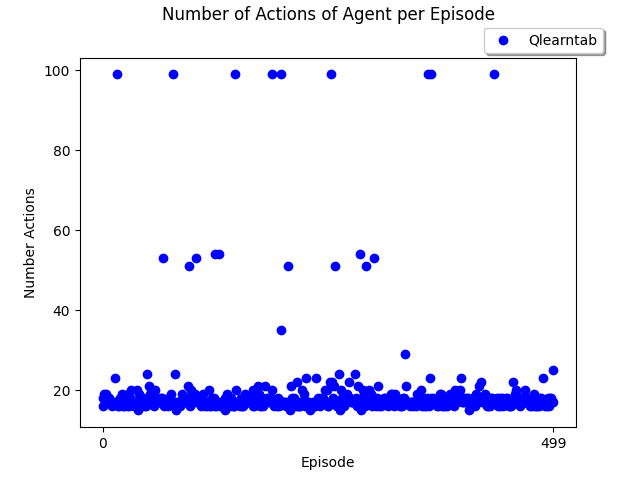 Number of Actions of Agent per Episode
Qlearntab
100
80
60
40
20
Number Actions
0
499
Episode